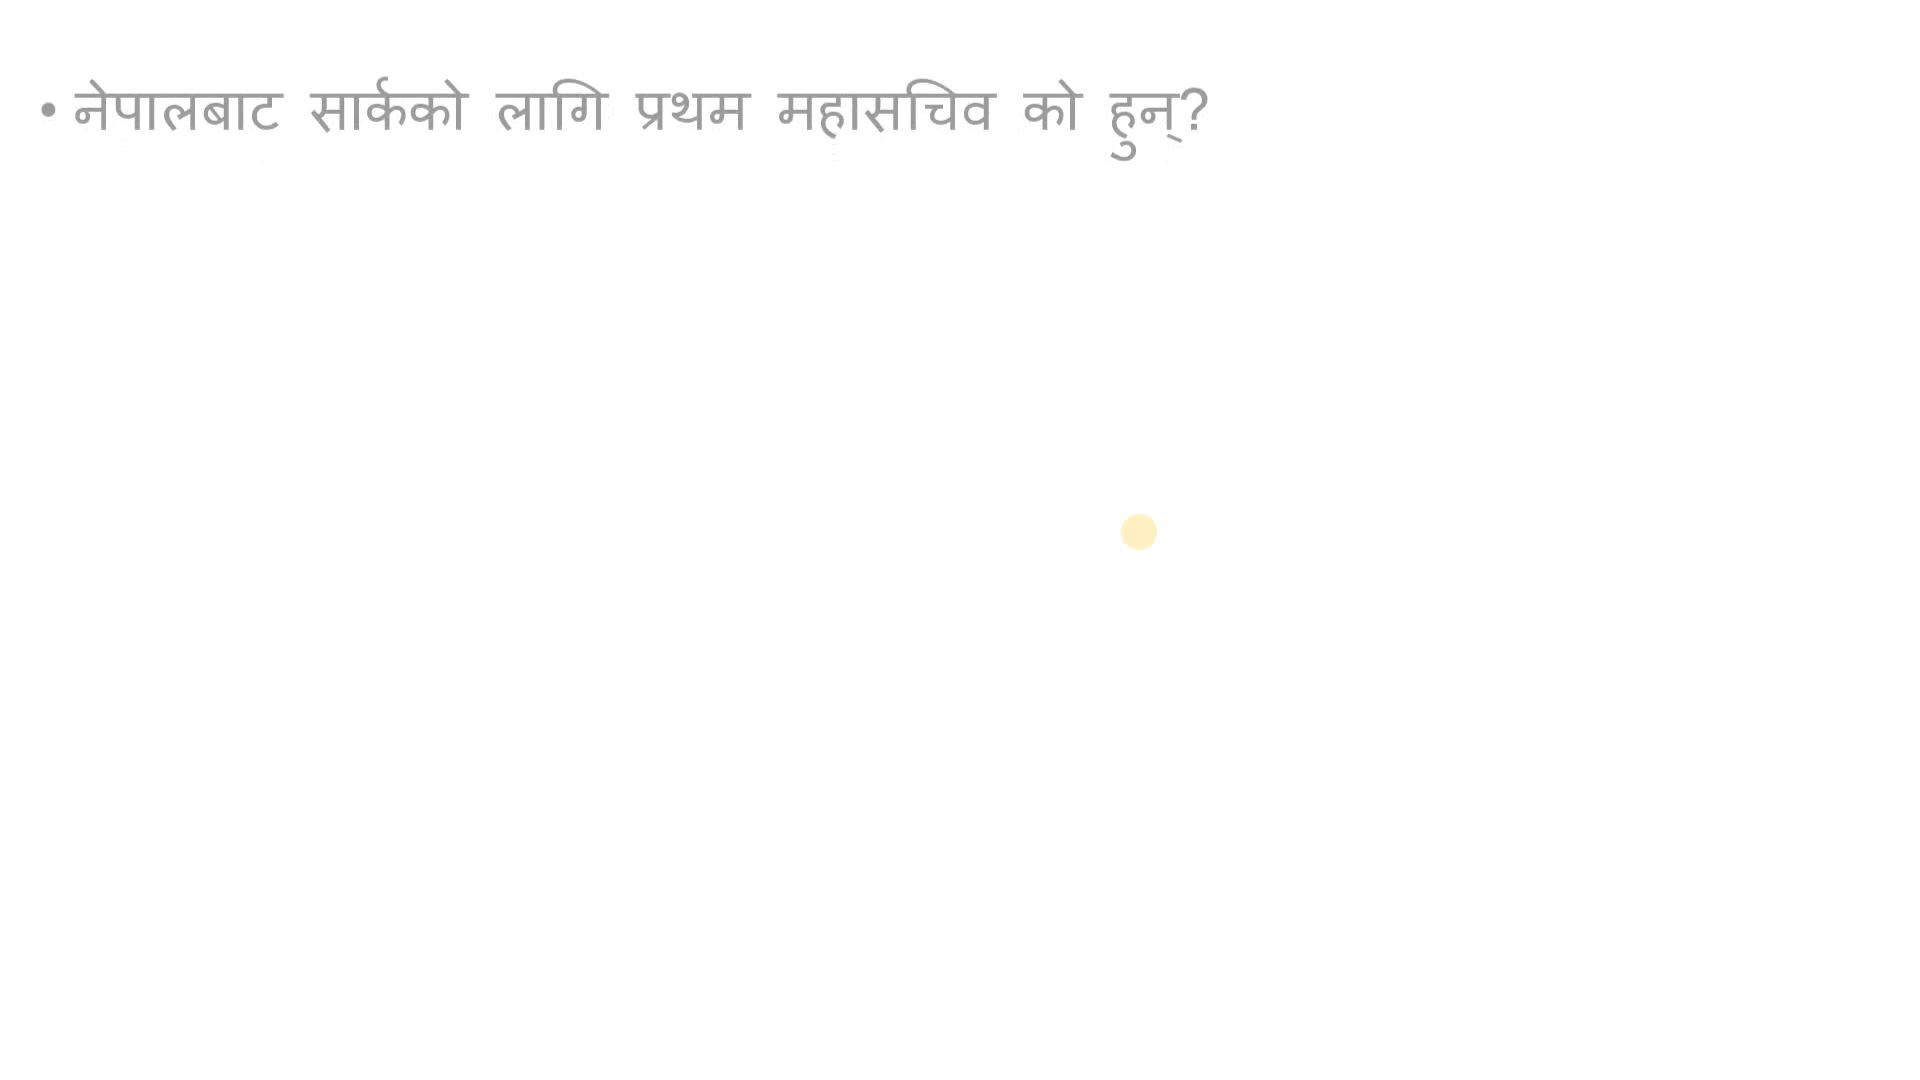 • नेपालबाट सार्कको लागि प्रथम महासचिव को हुन्?